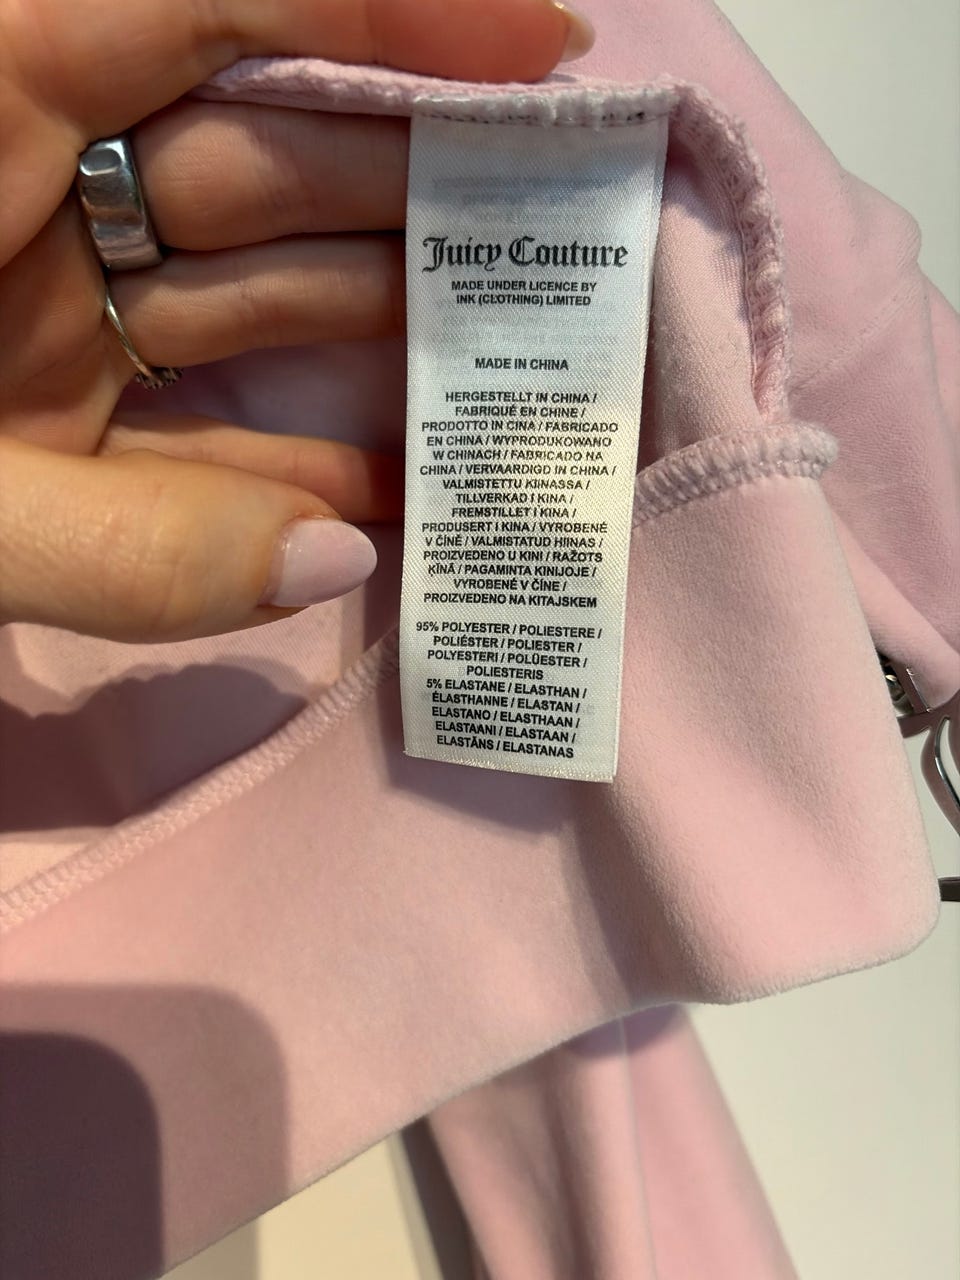 Juicy Couture
MADE UNDER LICENCE BY
INK (CLOTHING) LIMITED
MADE IN CHINA
HERGESTELLT IN CHINA /
FABRIQUÉ EN CHINE /
PRODOTTO IN CINA / FABRICADO
EN CHINA / WYPRODUKOWANO
W CHINACH / FABRICADO NA
CHINA / VERVAARDIGD IN CHINA /
VALMISTETTU KIINASSA /
TILLVERKAD I KINA /
FREMSTILLET I KINA /
PRODUSERT I KINA / VYROBENÉ
V ČÍNĚ / VALMISTATUD HIINAS /
PROIZVEDENO U KINI / RAŽOTS
ĶĪNĀ / PAGAMINTA KINIJOJE /
VYROBENÉ V ČÍNE /
PROIZVEDENO NA KITAJSKEM
95% POLYESTER / POLIESTERE /
POLIÉSTER / POLIESTER /
POLYESTERI / POLÜESTER /
POLIESTERIS
5% ELASTANE / ELASTHAN /
ÉLASTHANNE / ELASTAN /
ELASTANO / ELASTHAAN /
ELASTAANI / ELASTAAN /
ELASTĀNS / ELASTANAS